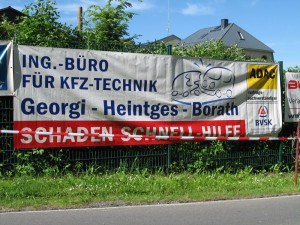 ING.-BÜRO
FÜR KFZ-TECHNIK
Georgi - Heintges - Borath
SCHADEN SCHNELL-HILFE
ADAC
BVSK